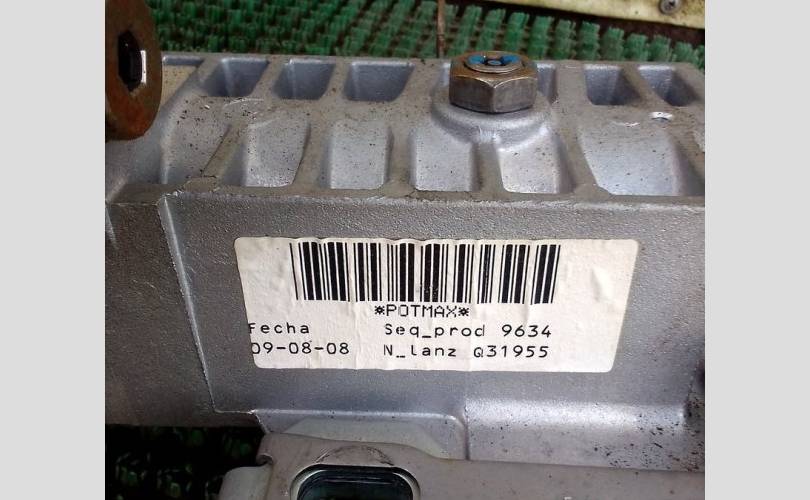 *POTMAX*
Fecha Seq_prod 9634
09-08-08 N_lanz Q31955